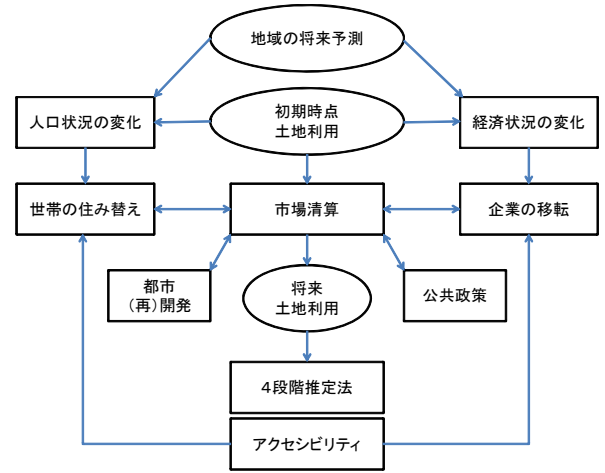 地域の将来予測
人口状況の変化
初期時点
土地利用
経済状況の変化
世帯の住み替え
市場清算
企業の移転
都市
（再）開発
将来
土地利用
公共政策
４段階推定法
アクセシビリティ